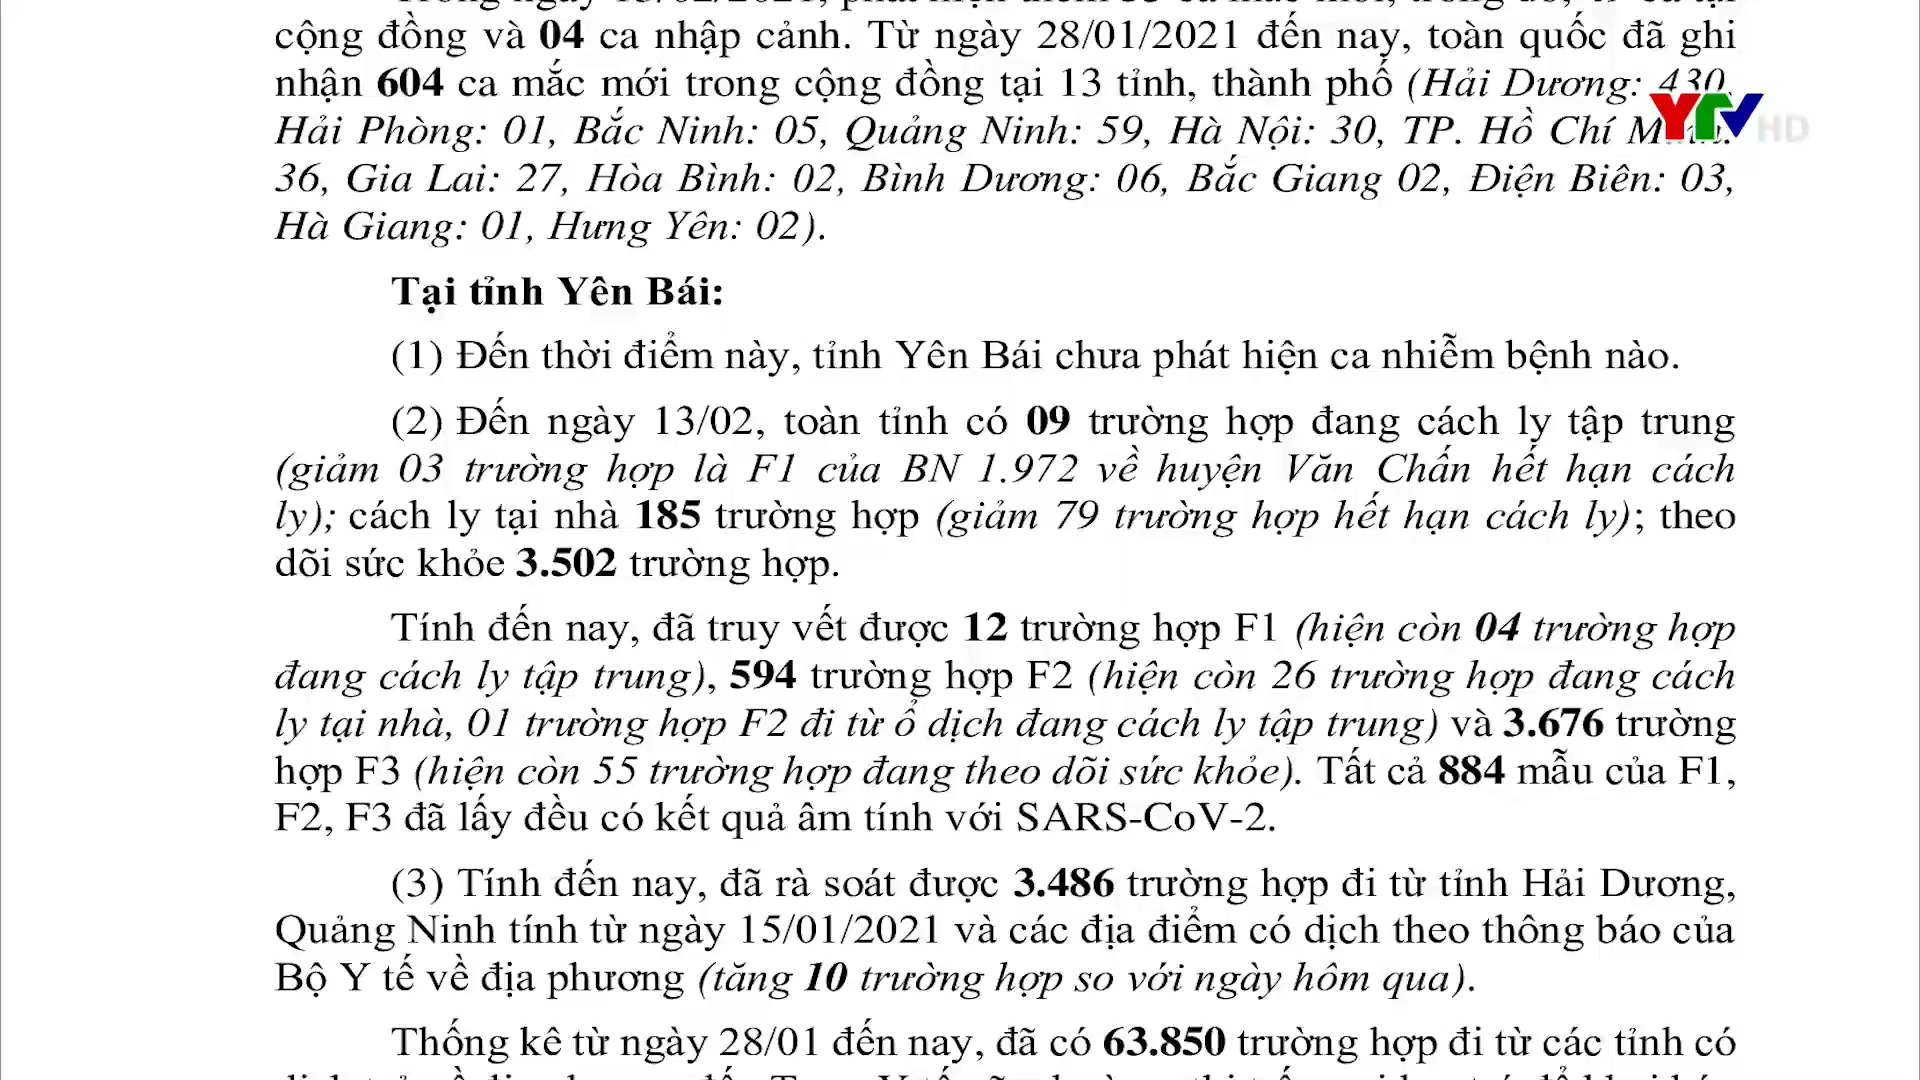 cộng đồng và 04 ca nhập cảnh. Từ ngày 28/01/2021 đến nay, toàn quốc đã ghi
nhận 604 ca mắc mới trong cộng đồng tại 13 tỉnh, thành phố (Hải Dương: 430,
YTV HD
Hải Phòng: 01, Bắc Ninh: 05, Quảng Ninh: 59, Hà Nội: 30, TP. Hồ Chí Minh:
36, Gia Lai: 27, Hòa Bình: 02, Bình Dương: 06, Bắc Giang 02, Điện Biên: 03,
Hà Giang: 01, Hưng Yên: 02).
Tại tỉnh Yên Bái:
(1) Đến thời điểm này, tỉnh Yên Bái chưa phát hiện ca nhiễm bệnh nào.
(2) Đến ngày 13/02, toàn tỉnh có 09 trường hợp đang cách ly tập trung
(giảm 03 trường hợp là F1 của BN 1.972 về huyện Văn Chấn hết hạn cách
ly); cách ly tại nhà 185 trường hợp (giảm 79 trường hợp hết hạn cách ly); theo
dõi sức khỏe 3.502 trường hợp.
Tính đến nay, đã truy vết được 12 trường hợp F1 (hiện còn 04 trường hợp
đang cách ly tập trung), 594 trường hợp F2 (hiện còn 26 trường hợp đang cách
ly tại nhà, 01 trường hợp F2 đi từ ổ dịch đang cách ly tập trung) và 3.676 trường
hợp F3 (hiện còn 55 trường hợp đang theo dõi sức khỏe). Tất cả 884 mẫu của F1,
F2, F3 đã lấy đều có kết quả âm tính với SARS-CoV-2.
(3) Tính đến nay, đã rà soát được 3.486 trường hợp đi từ tỉnh Hải Dương,
Quảng Ninh tính từ ngày 15/01/2021 và các địa điểm có dịch theo thông báo của
Bộ Y tế về địa phương (tăng 10 trường hợp so với ngày hôm qua).
Thống kê từ ngày 28/01 đến nay, đã có 63.850 trường hợp đi từ các tỉnh có